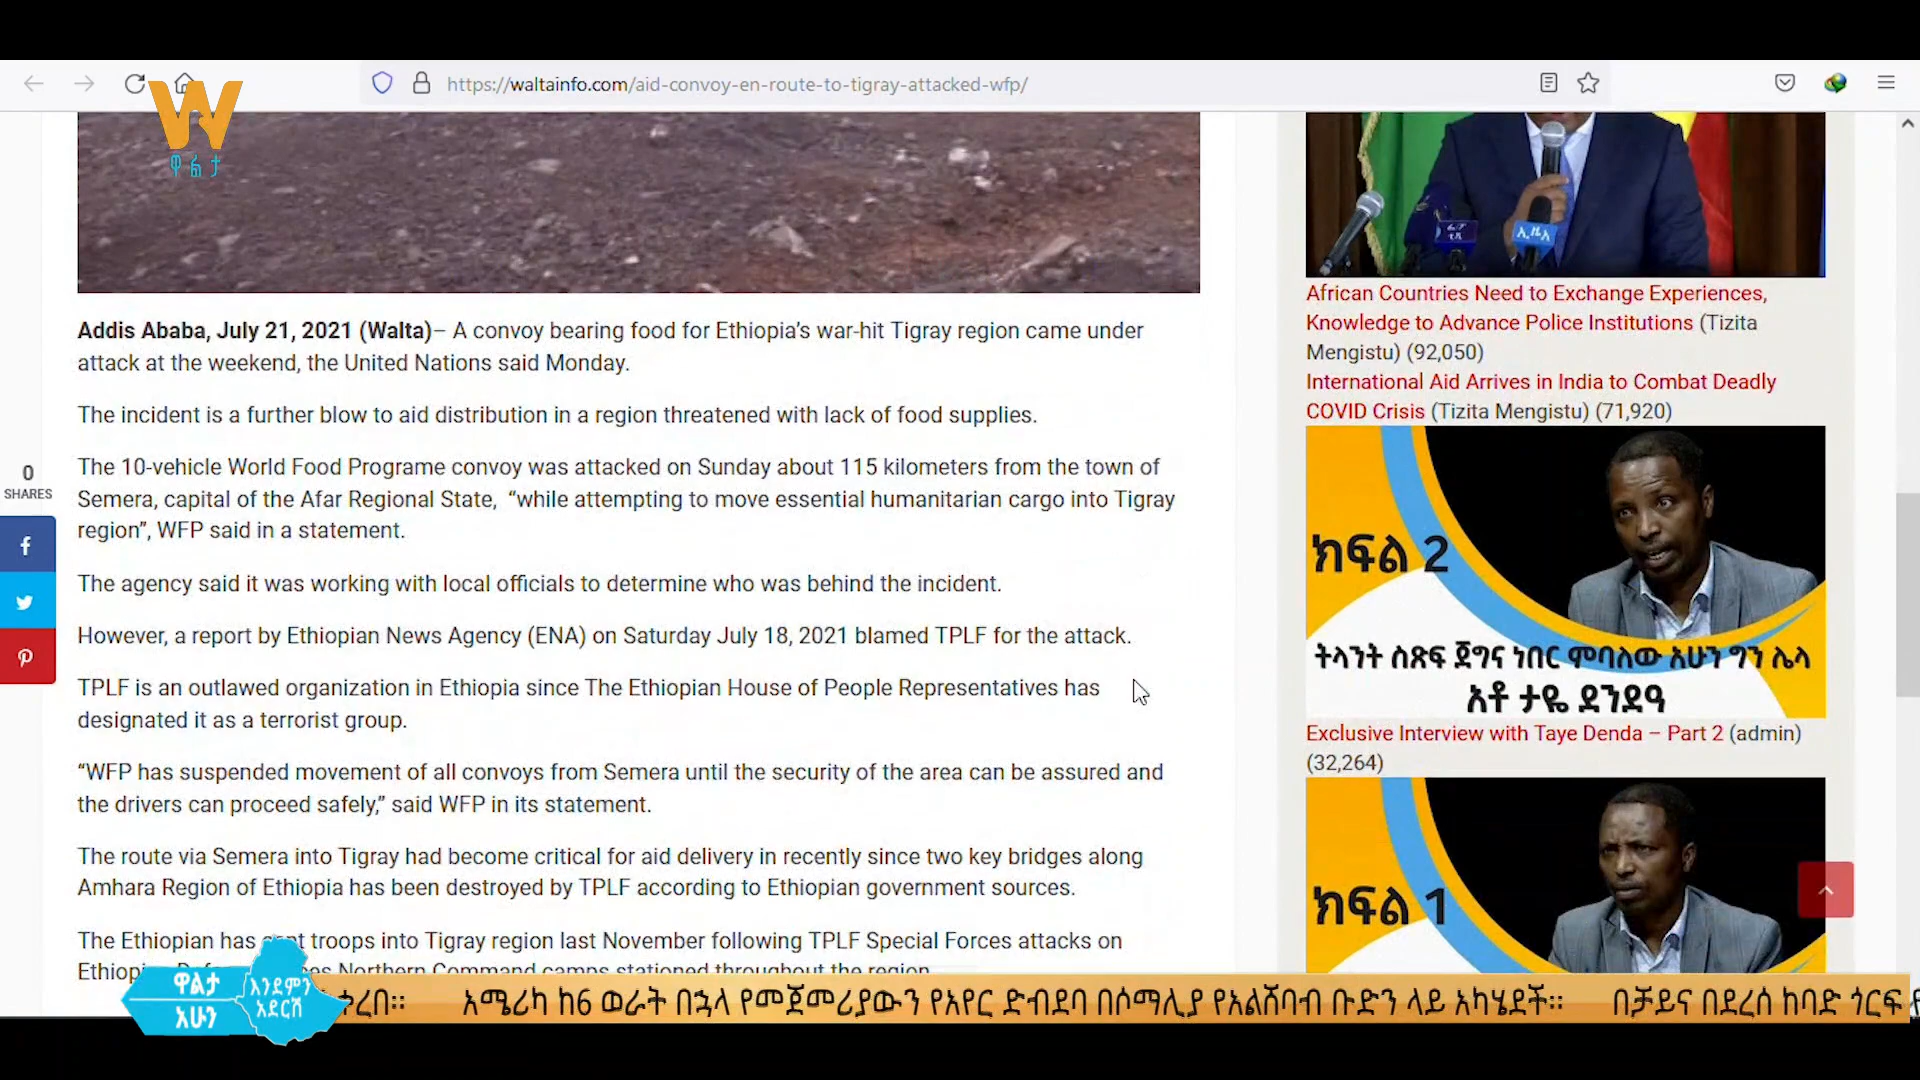 https://waltainfo.com/aid-convoy-en-route-to-tigray-attacked-wfp/
W
ዋልታ
Addis Ababa, July 21, 2021 (Walta)– A convoy bearing food for Ethiopia’s war-hit Tigray region came under
attack at the weekend, the United Nations said Monday.
The incident is a further blow to aid distribution in a region threatened with lack of food supplies.
The 10-vehicle World Food Programe convoy was attacked on Sunday about 115 kilometers from the town of
Semera, capital of the Afar Regional State, “while attempting to move essential humanitarian cargo into Tigray
region”, WFP said in a statement.
The agency said it was working with local officials to determine who was behind the incident.
However, a report by Ethiopian News Agency (ENA) on Saturday July 18, 2021 blamed TPLF for the attack.
TPLF is an outlawed organization in Ethiopia since The Ethiopian House of People Representatives has
designated it as a terrorist group.
“WFP has suspended movement of all convoys from Semera until the security of the area can be assured and
the drivers can proceed safely,” said WFP in its statement.
The route via Semera into Tigray had become critical for aid delivery in recently since two key bridges along
Amhara Region of Ethiopia has been destroyed by TPLF according to Ethiopian government sources.
The Ethiopian has sent troops into Tigray region last November following TPLF Special Forces attacks on
Northern Command camps stationed throughout the region
0
SHARES
ኢዜአ
African Countries Need to Exchange Experiences,
Knowledge to Advance Police Institutions (Tizita
Mengistu) (92,050)
International Aid Arrives in India to Combat Deadly
COVID Crisis (Tizita Mengistu) (71,920)
ክፍል 2
ትላንት ስጽፍ ጀግና ነበር ምባለው አሁን ግን ሌላ
አቶ ታዬ ደንደዓ
Exclusive Interview with Taye Denda – Part 2 (admin)
(32,264)
ክፍል 1
ዋልታ
አሁን
እንደምን
አደርሽ
ቀረበ። አሜሪካ ከ6 ወራት በኋላ የመጀመሪያውን የአየር ድብደባ በሶማሊያ የአልሸባብ ቡድን ላይ አካሄደች። በቻይና በደረሰ ከባድ ጎርፍ